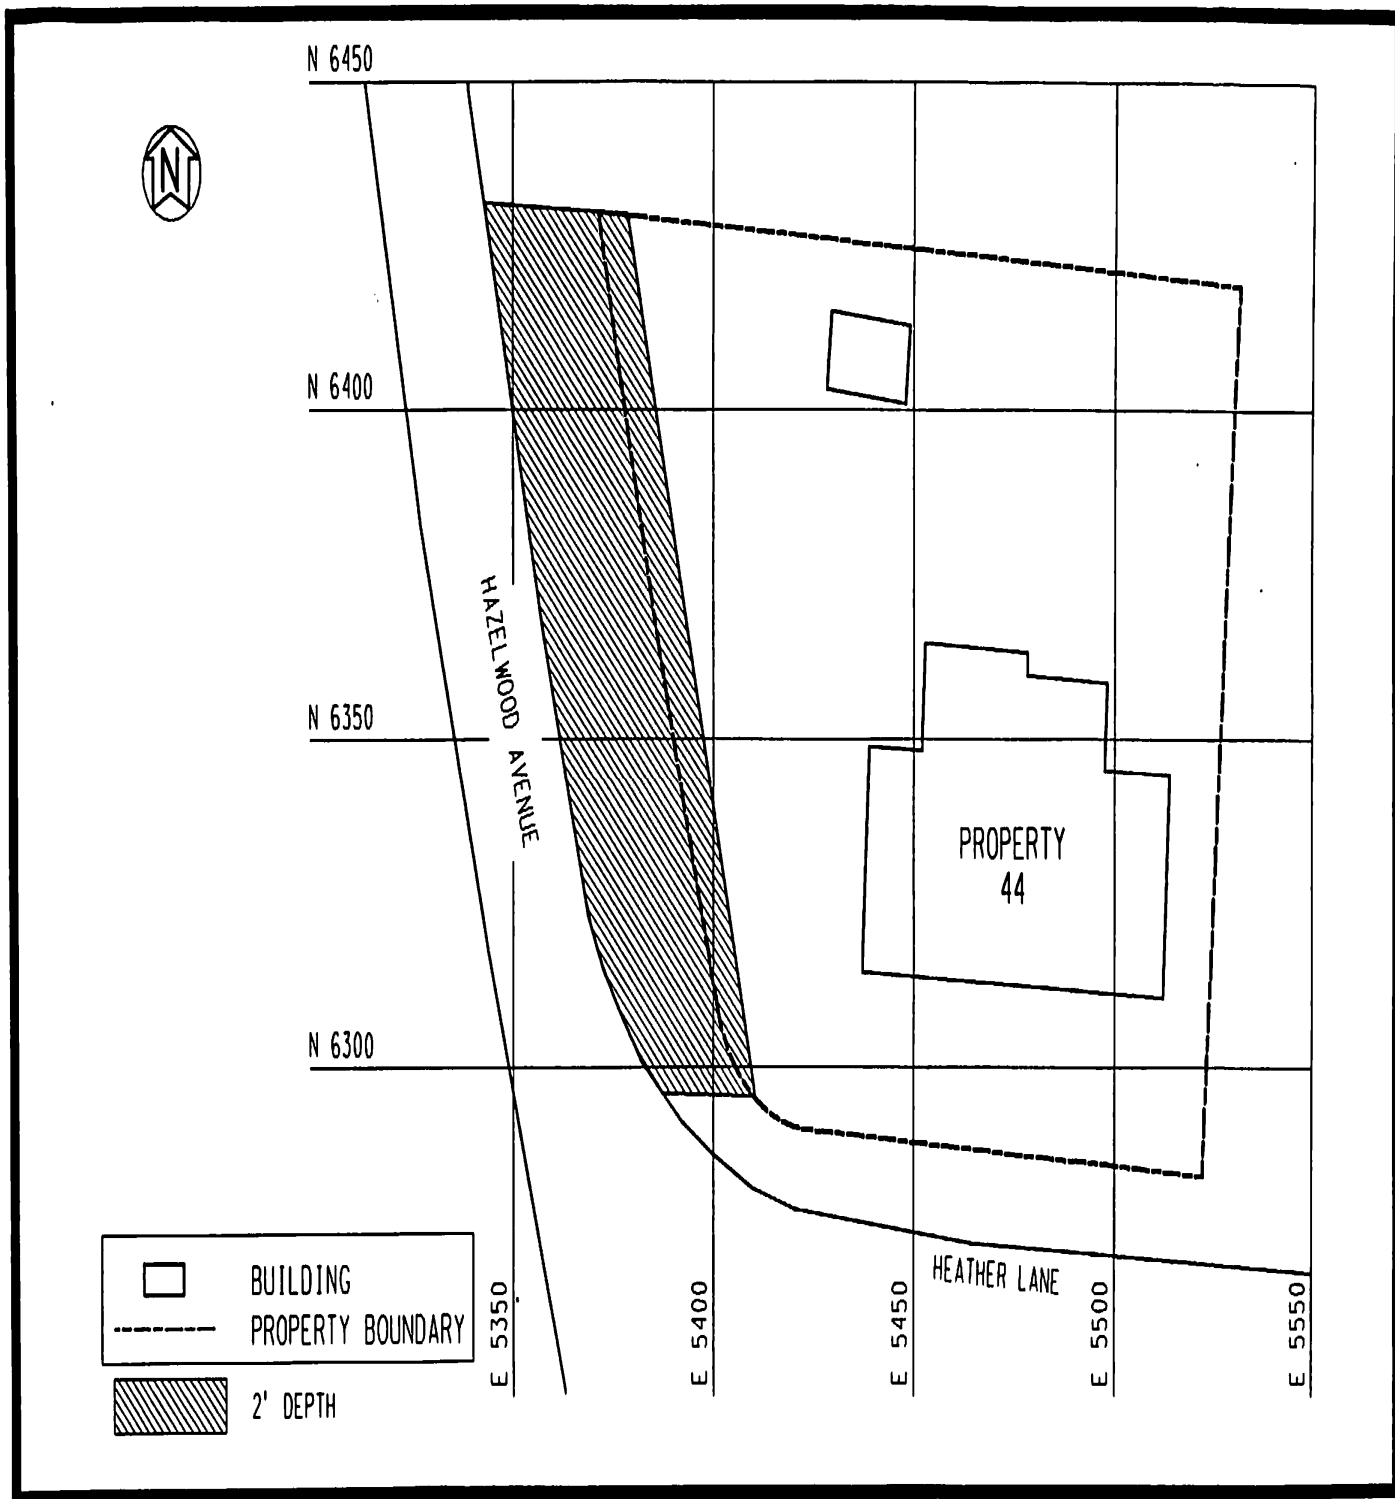 N 6450
N
N 6400
HAZELWOOD AVENUE
N 6350
PROPERTY
44
N 6300
HEATHER LANE
E 5350
E 5400
E 5450
E 5500
E 5550
BUILDING
PROPERTY BOUNDARY
2' DEPTH